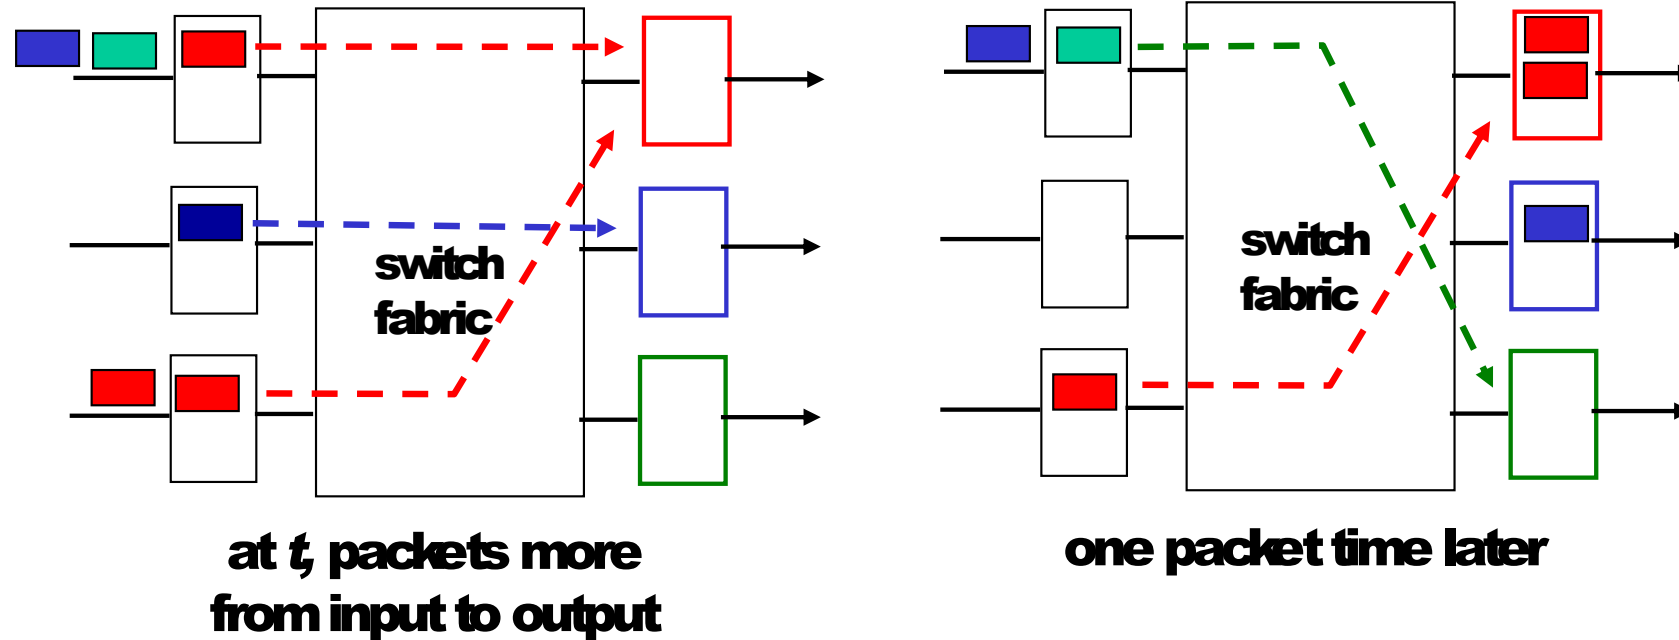 switch
fabric
at t, packets more
from input to output
switch
fabric
one packet time later